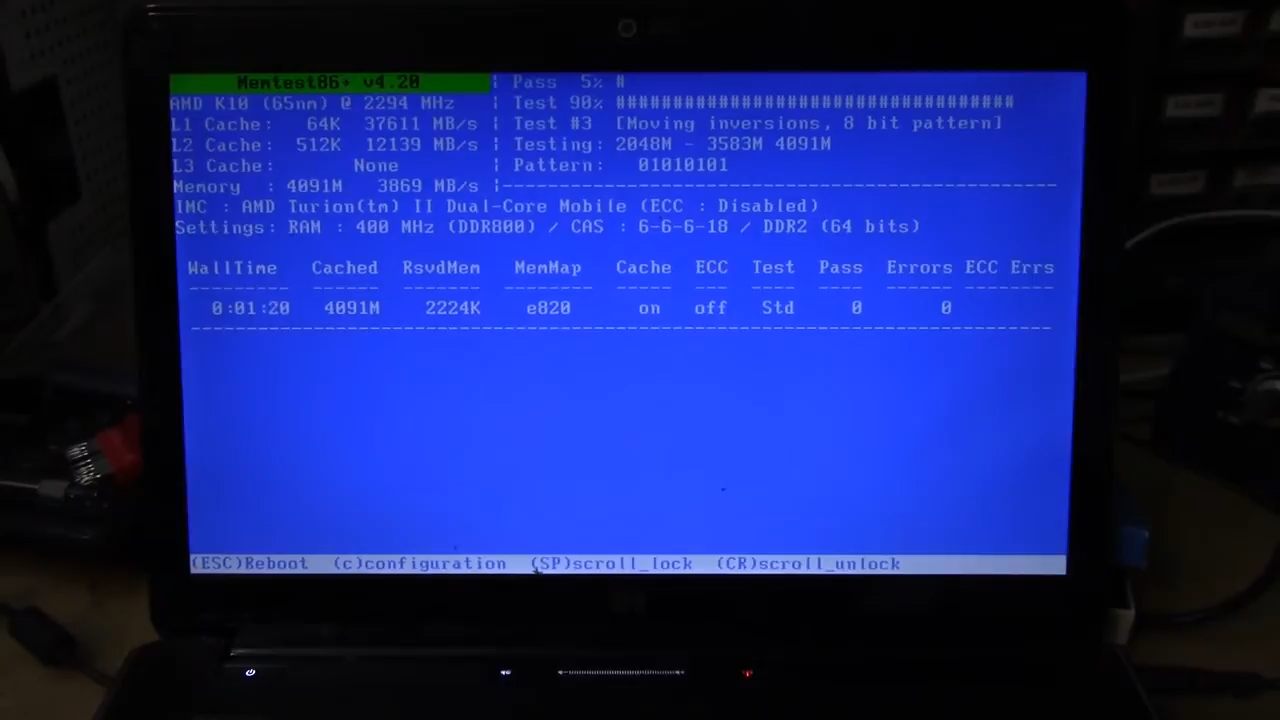 Memtest86+ v4.20 | Pass 5% #
AMD K10 (65nm) @ 2294 MHz | Test 90% ###################################
L1 Cache: 64K 37611 MB/s | Test #3 [Moving inversions, 8 bit pattern]
L2 Cache: 512K 12139 MB/s | Testing: 2048M - 3583M 4091M
L3 Cache: None | Pattern: 01010101
Memory : 4091M 3869 MB/s |-------------------------------------------------
IMC : AMD Turion(tm) II Dual-Core Mobile (ECC : Disabled)
Settings: RAM : 400 MHz (DDR800) / CAS : 6-6-6-18 / DDR2 (64 bits)
WallTime Cached RsvdMem MemMap Cache ECC Test Pass Errors ECC Errs
--------- ------ ------- -------- ----- --- ---- ---- ------ --------
0:01:20 4091M 2224K e820 on off Std 0 0
-----------------------------------------------------------------------------
(ESC)Reboot (c)configuration (SP)scroll_lock (CR)scroll_unlock